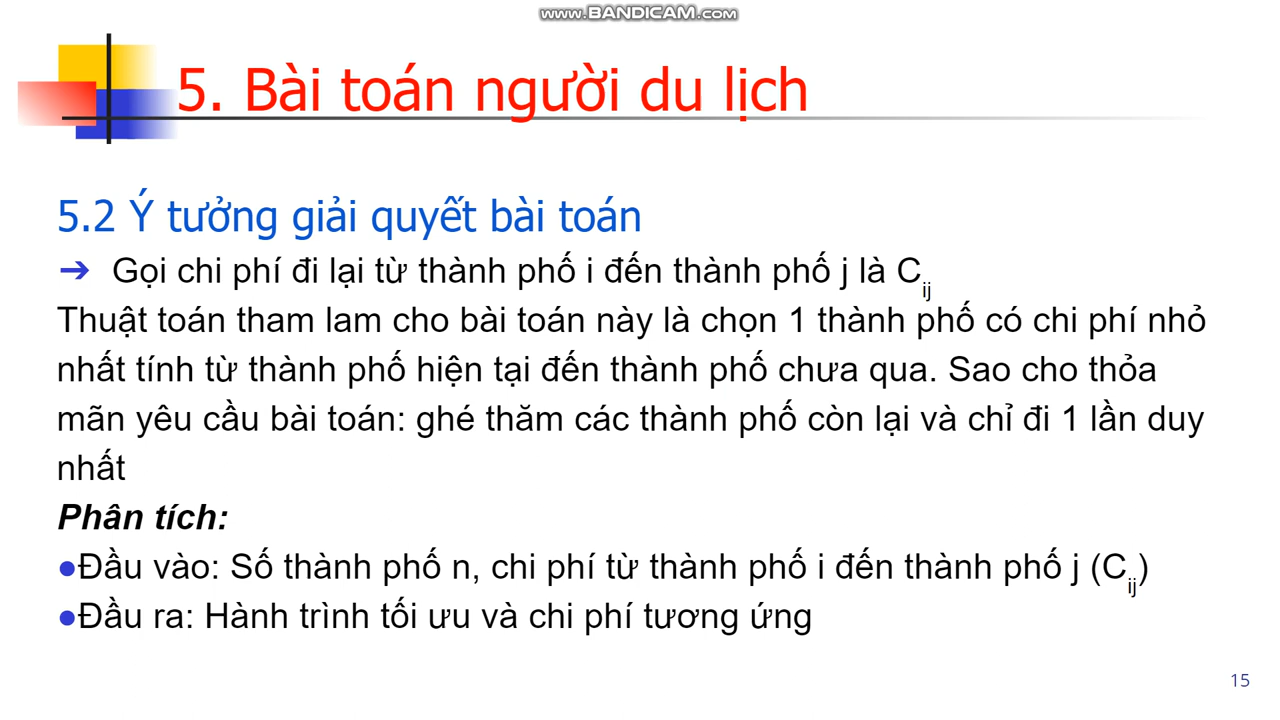 www.BANDICAM.com
5. Bài toán người du lịch
5.2 Ý tưởng giải quyết bài toán
➔ Gọi chi phí đi lại từ thành phố i đến thành phố j là Cij
Thuật toán tham lam cho bài toán này là chọn 1 thành phố có chi phí nhỏ
nhất tính từ thành phố hiện tại đến thành phố chưa qua. Sao cho thỏa
mãn yêu cầu bài toán: ghé thăm các thành phố còn lại và chỉ đi 1 lần duy
nhất
Phân tích:
●Đầu vào: Số thành phố n, chi phí từ thành phố i đến thành phố j (Cij)
●Đầu ra: Hành trình tối ưu và chi phí tương ứng
15